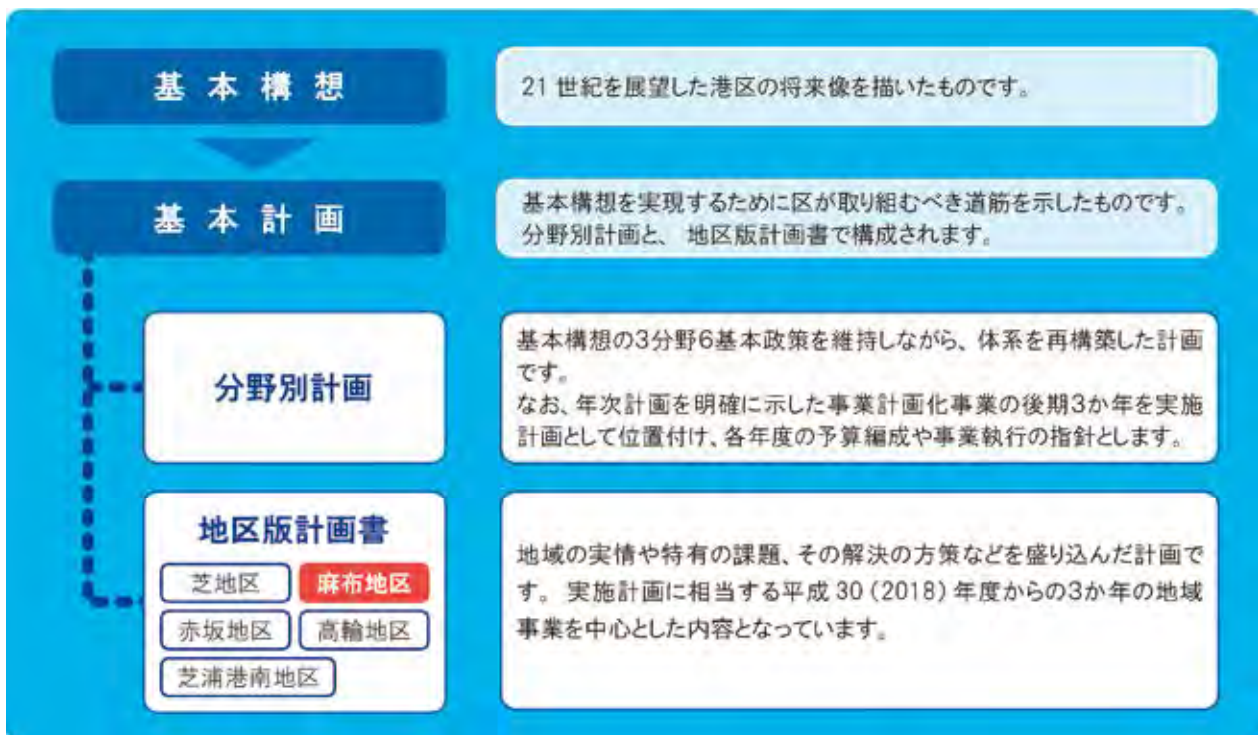 基本構想
21世紀を展望した港区の将来像を描いたものです。
基本計画
基本構想を実現するために区が取り組むべき道筋を示したものです。
分野別計画と、地区版計画書で構成されます。
分野別計画
基本構想の3分野6基本政策を維持しながら、体系を再構築した計画
です。
なお、年次計画を明確に示した事業計画化事業の後期3か年を実施
計画として位置付け、各年度の予算編成や事業執行の指針とします。
地区版計画書
芝地区 麻布地区
赤坂地区 高輪地区
芝浦港南地区
地域の実情や特有の課題、その解決の方策などを盛り込んだ計画で
す。実施計画に相当する平成30(2018)年度からの3か年の地域
事業を中心とした内容となっています。